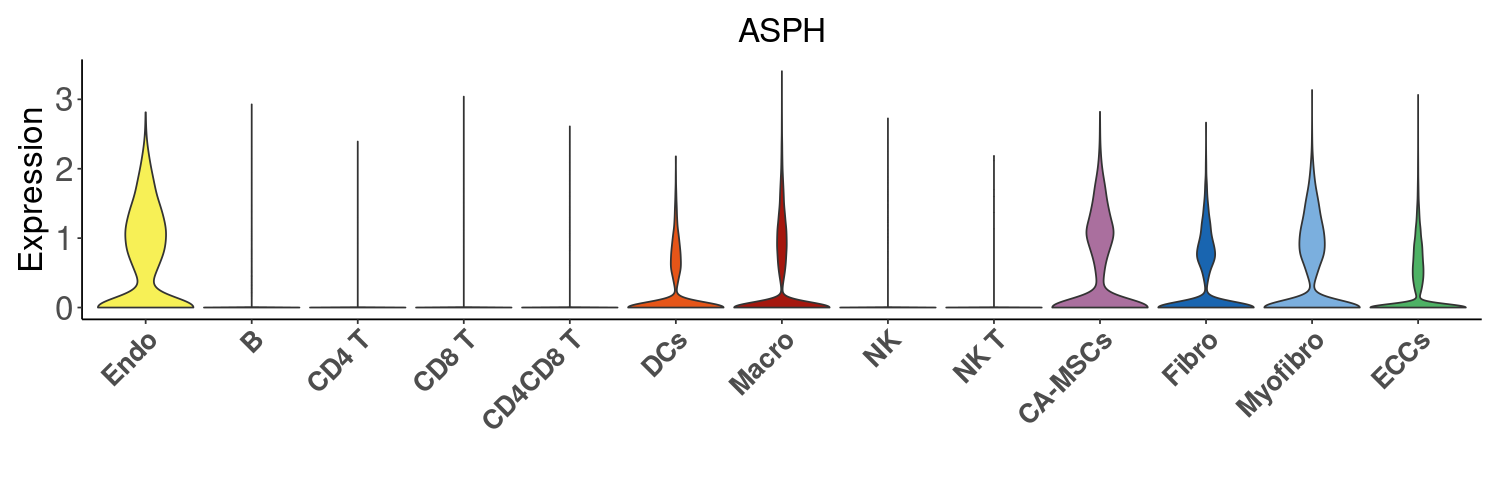 ASPH
Expression
3
2
1
0
Endo
B
CD4 T
CD8 T
CD4CD8 T
DCs
Macro
NK
NK T
CA-MSCs
Fibro
Myofibro
ECCs